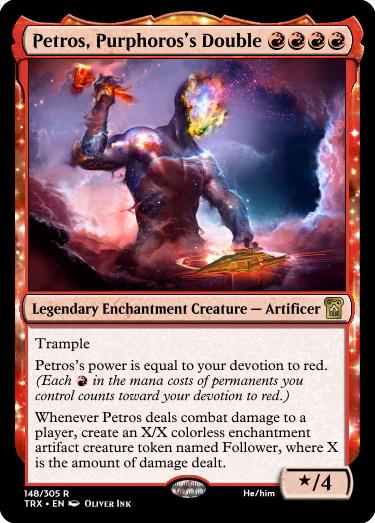 Petros, Purphoros's Double
Legendary Enchantment Creature — Artificer
Trample
Petros's power is equal to your devotion to red.
(Each in the mana costs of permanents you
control counts toward your devotion to red.)
Whenever Petros deals combat damage to a
player, create an X/X colorless enchantment
artifact creature token named Follower, where X
is the amount of damage dealt.
★/4
148/305 R
TRX • EN Oliver Ink
He/him